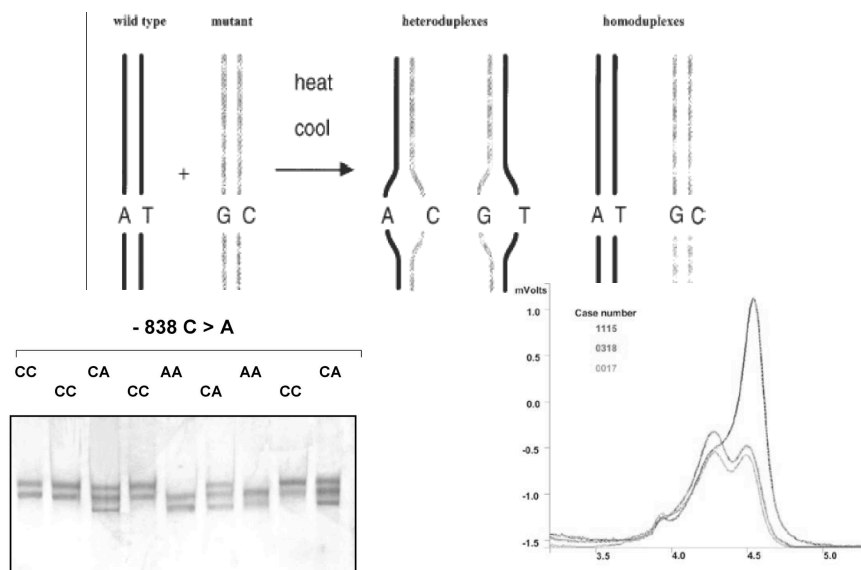 wild type mutant heteroduplexes homoduplexes
heat
cool
+
A T G C A C G T A T G C
- 838 C > A
CC CA AA AA CA
CC CC CA CC
mVolts
Case number
1115
0318
0017
1.0
0.5
0.0
-0.5
-1.0
-1.5
3.5 4.0 4.5 5.0